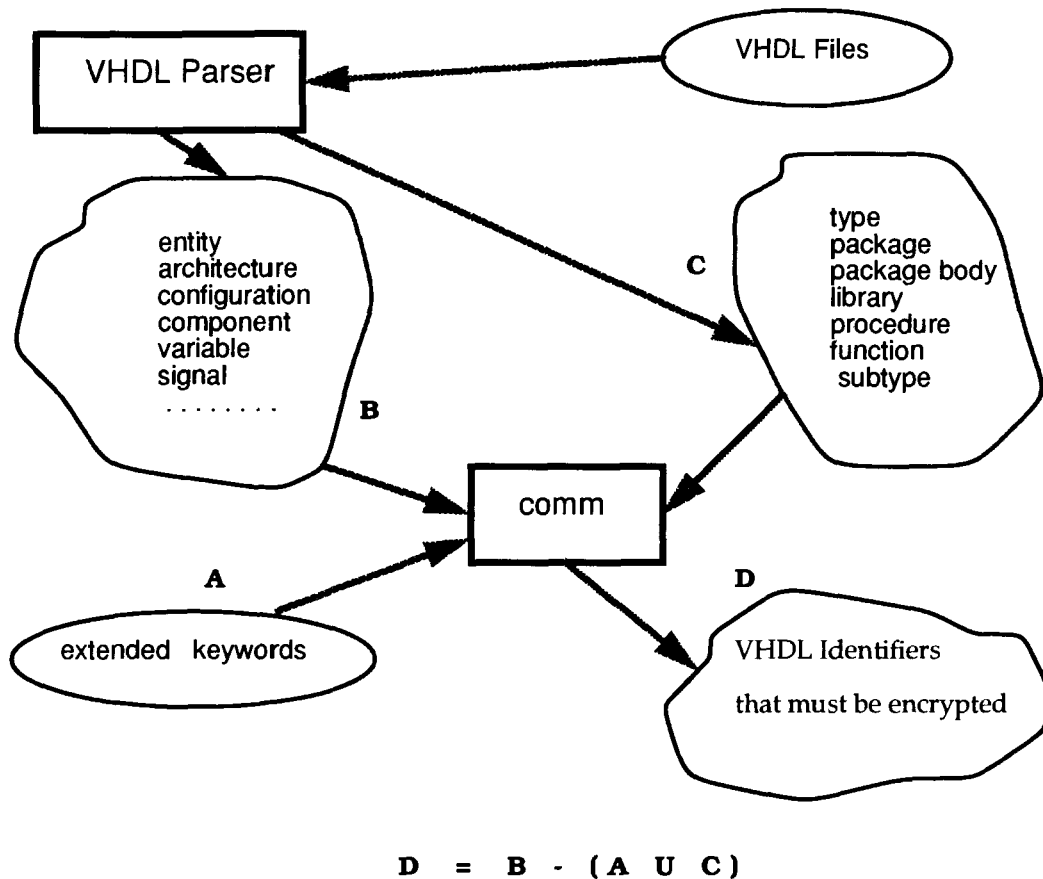 VHDL Parser
VHDL Files
entity
architecture
configuration
component
variable
signal
. . . . . . . .
B
type
package
package body
library
procedure
function
subtype
C
comm
A
extended keywords
D
VHDL Identifiers
that must be encrypted
D = B - ( A U C )